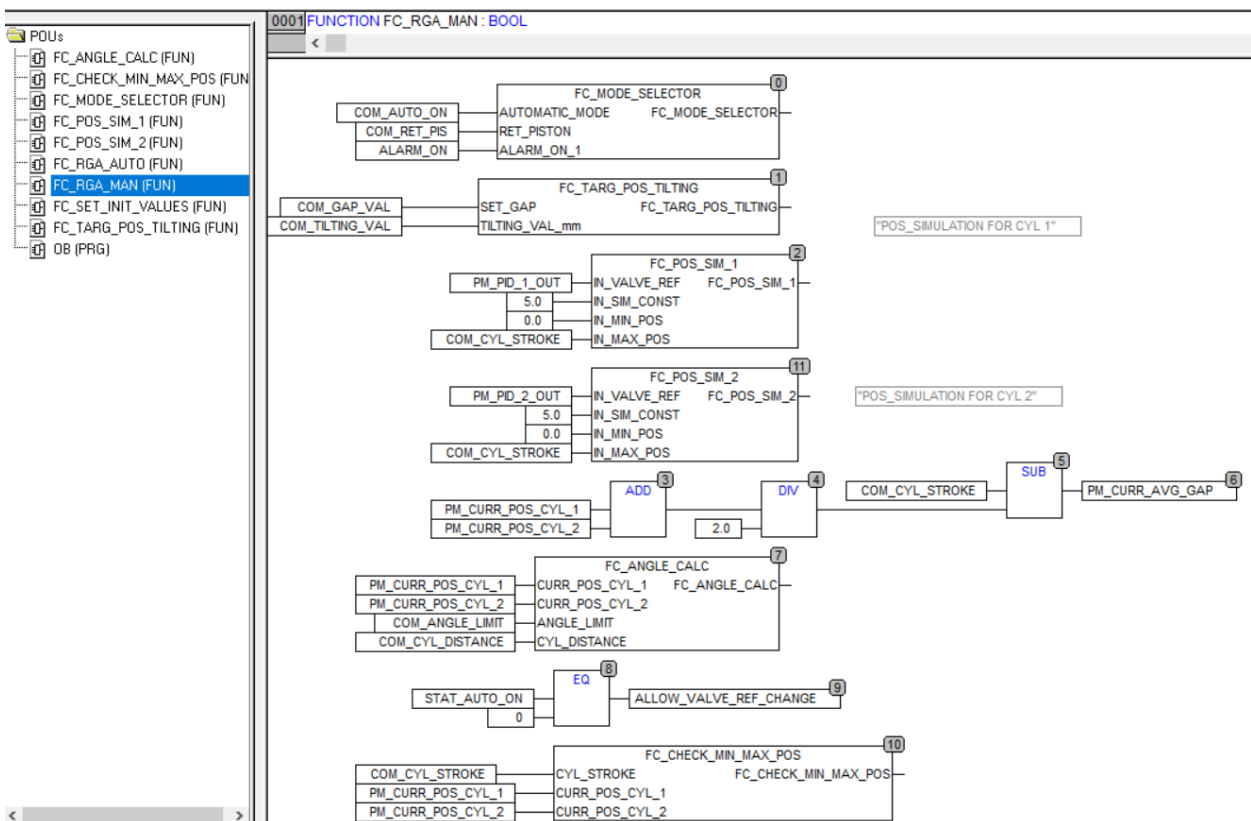 0001 FUNCTION FC_RGA_MAN : BOOL
POUs
FC_ANGLE_CALC (FUN)
FC_CHECK_MIN_MAX_POS (FUN
FC_MODE_SELECTOR (FUN)
FC_POS_SIM_1 (FUN)
FC_POS_SIM_2 (FUN)
FC_RGA_AUTO (FUN)
FC_RGA_MAN (FUN)
FC_SET_INIT_VALUES (FUN)
FC_TARG_POS_TILTING (FUN)
OB (PRG)
0
FC_MODE_SELECTOR
COM_AUTO_ON AUTOMATIC_MODE FC_MODE_SELECTOR
COM_RET_PIS RET_PISTON
ALARM_ON ALARM_ON_1
1
FC_TARG_POS_TILTING
COM_GAP_VAL SET_GAP FC_TARG_POS_TILTING
COM_TILTING_VAL TILTING_VAL_mm
"POS_SIMULATION FOR CYL 1"
2
FC_POS_SIM_1
PM_PID_1_OUT IN_VALVE_REF FC_POS_SIM_1
5.0 IN_SIM_CONST
0.0 IN_MIN_POS
COM_CYL_STROKE IN_MAX_POS
11
FC_POS_SIM_2
PM_PID_2_OUT IN_VALVE_REF FC_POS_SIM_2
"POS_SIMULATION FOR CYL 2"
5.0 IN_SIM_CONST
0.0 IN_MIN_POS
COM_CYL_STROKE IN_MAX_POS
3 4 5 6
ADD DIV SUB
COM_CYL_STROKE PM_CURR_AVG_GAP
PM_CURR_POS_CYL_1
PM_CURR_POS_CYL_2 2.0
7
FC_ANGLE_CALC
PM_CURR_POS_CYL_1 CURR_POS_CYL_1 FC_ANGLE_CALC
PM_CURR_POS_CYL_2 CURR_POS_CYL_2
COM_ANGLE_LIMIT ANGLE_LIMIT
COM_CYL_DISTANCE CYL_DISTANCE
8 9
EQ
STAT_AUTO_ON ALLOW_VALVE_REF_CHANGE
0
10
FC_CHECK_MIN_MAX_POS
COM_CYL_STROKE CYL_STROKE FC_CHECK_MIN_MAX_POS
PM_CURR_POS_CYL_1 CURR_POS_CYL_1
PM_CURR_POS_CYL_2 CURR_POS_CYL_2